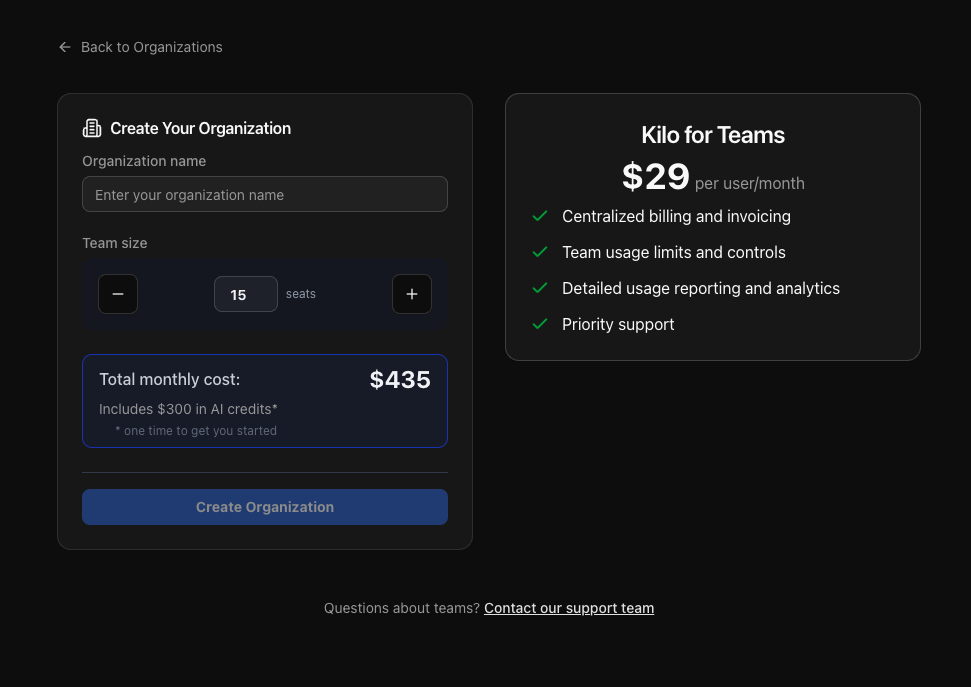 Back to Organizations
Create Your Organization
Organization name
Enter your organization name
Team size
15 seats
Total monthly cost: $435
Includes $300 in AI credits*
* one time to get you started
Create Organization
Kilo for Teams
$29 per user/month
Centralized billing and invoicing
Team usage limits and controls
Detailed usage reporting and analytics
Priority support
Questions about teams? Contact our support team